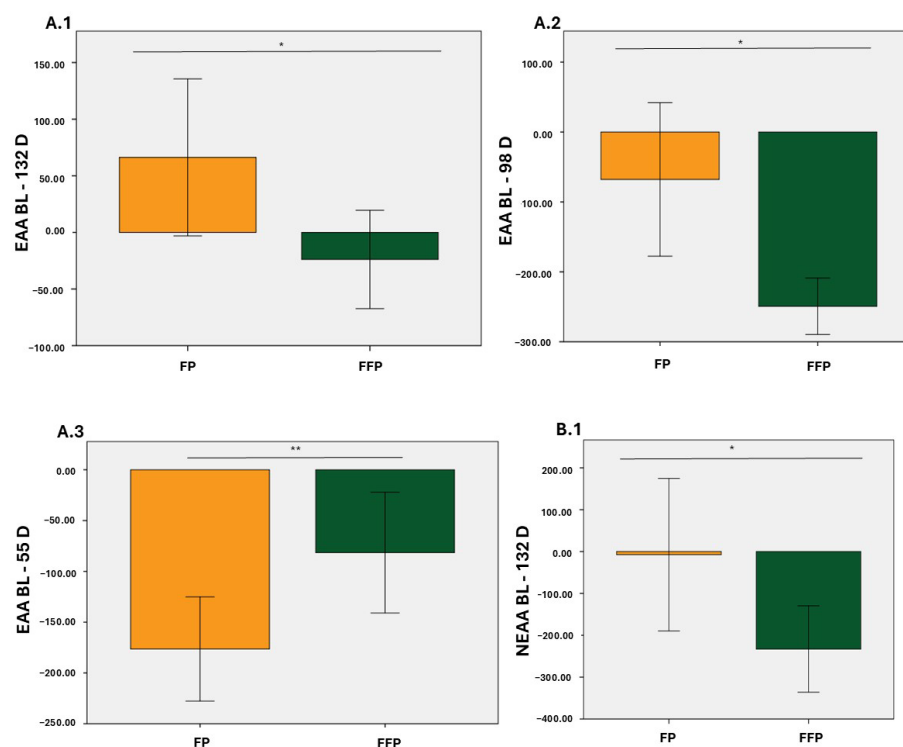 A.1
*
150.00
100.00
50.00
0.00
−50.00
−100.00
EAA BL - 132 D
FP
FFP
A.2
*
100.00
0.00
100.00
−200.00
−300.00
EAA BL - 98 D
FP
FFP
A.3
**
0.00
−50.00
−100.00
−150.00
−200.00
−250.00
EAA BL - 55 D
FP
FFP
B.1
*
200.00
100.00
0.00
−100.00
−200.00
−300.00
−400.00
NEAA BL - 132 D
FP
FFP